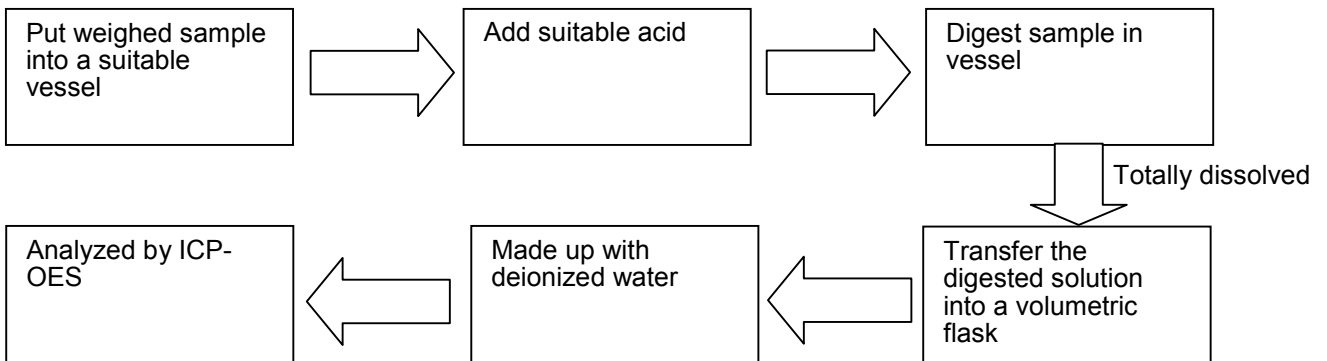 Put weighed sample
into a suitable
vessel
Add suitable acid
Digest sample in
vessel
Totally dissolved
Transfer the
digested solution
into a volumetric
flask
Made up with
deionized water
Analyzed by ICP-
OES